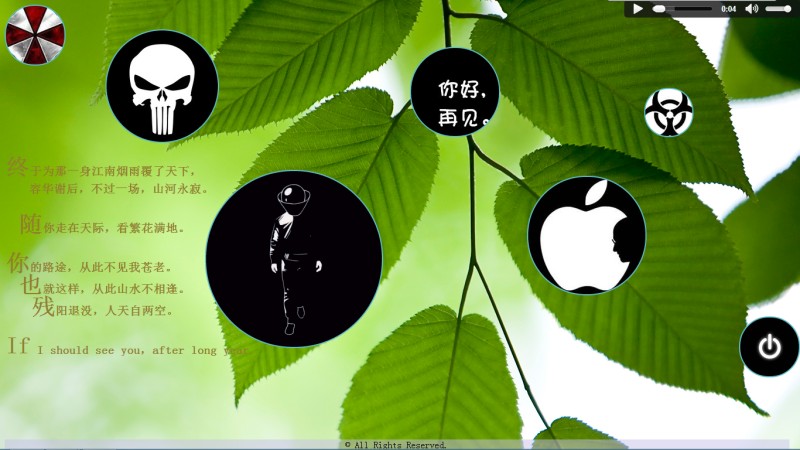 0:04
你好,
再见。
终于为那一身江南烟雨覆了天下,
容华谢后, 不过一场, 山河永寂。
随你走在天际, 看繁花满地。
你的路途, 从此不见我苍老。
也就这样, 从此山水不相逢。
残阳退没, 人天自两空。
If I should see you, after long year.
© All Rights Reserved.